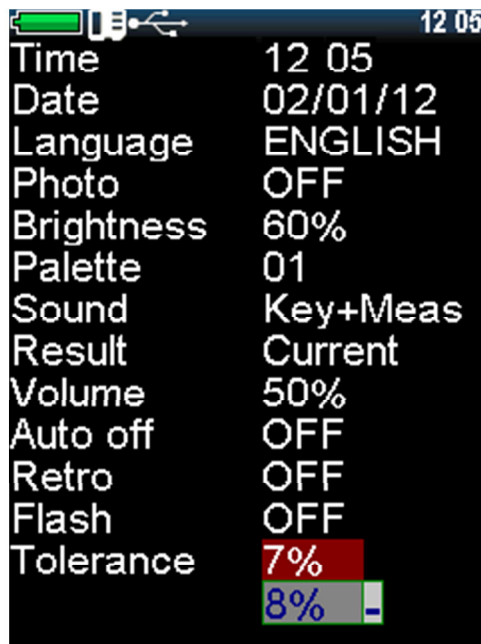 12 05
Time 12 05
Date 02/01/12
Language ENGLISH
Photo OFF
Brightness 60%
Palette 01
Sound Key+Meas
Result Current
Volume 50%
Auto off OFF
Retro OFF
Flash OFF
Tolerance 7%
8% -